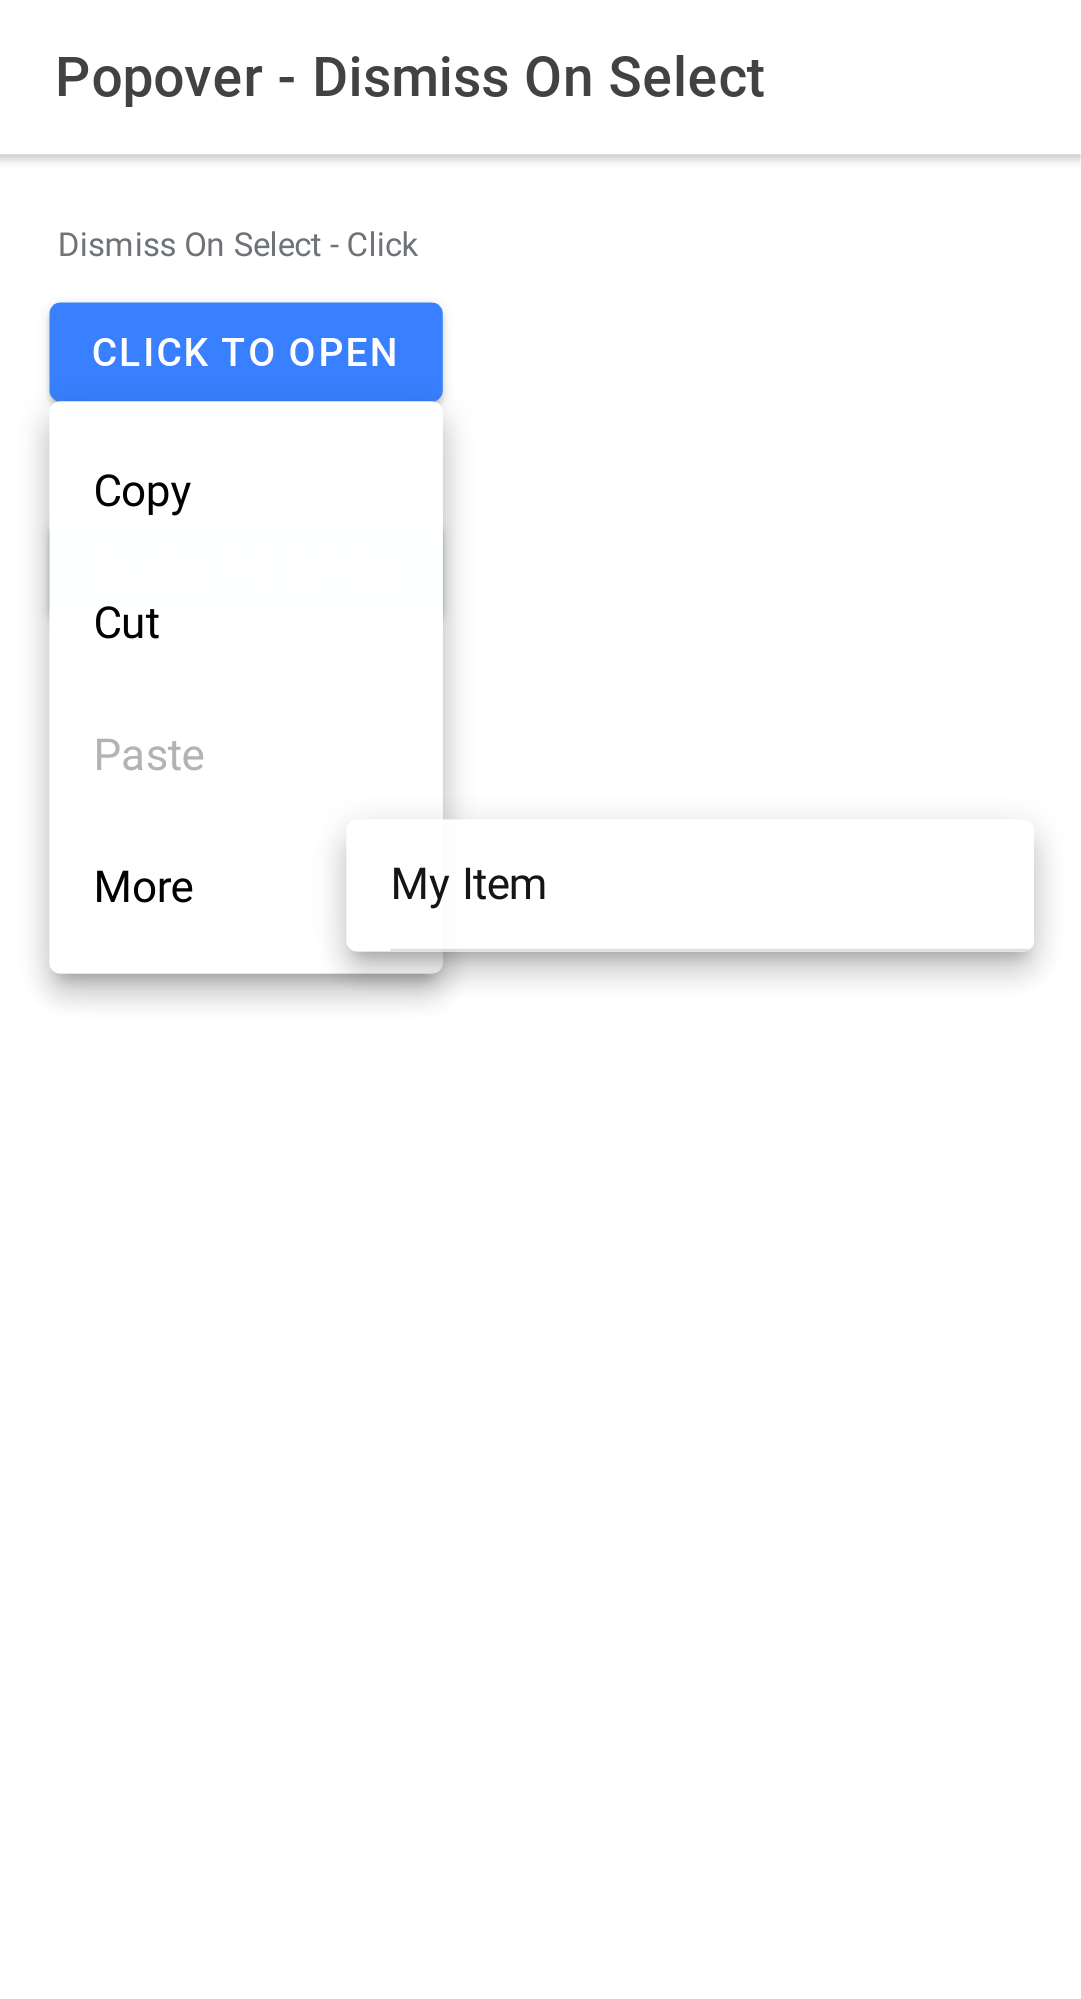 Popover - Dismiss On Select
Dismiss On Select - Click
CLICK TO OPEN
Copy
Cut
Paste
More
My Item